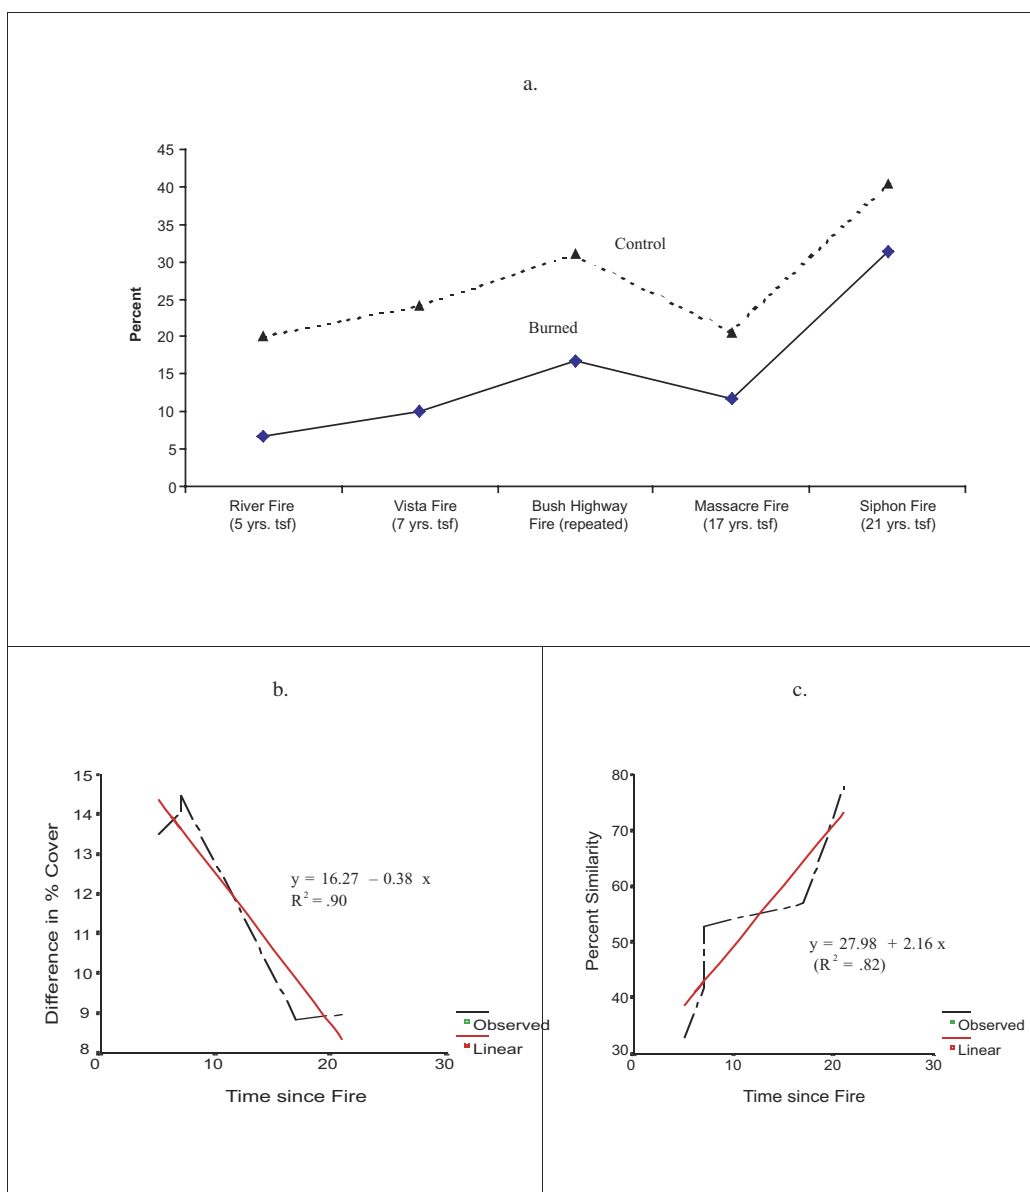 a.
45
40
35
30
25
20
15
10
5
0
Percent
Control
Burned
River Fire
(5 yrs. tsf)
Vista Fire
(7 yrs. tsf)
Bush Highway
Fire (repeated)
Massacre Fire
(17 yrs. tsf)
Siphon Fire
(21 yrs. tsf)
b.
15
14
13
12
11
10
9
8
Difference in % Cover
y = 16.27 – 0.38 x
R² = .90
0
10
20
30
Observed
Linear
Time since Fire
c.
80
70
60
50
40
30
Percent Similarity
y = 27.98 + 2.16 x
(R² = .82)
0
10
20
30
Observed
Linear
Time since Fire